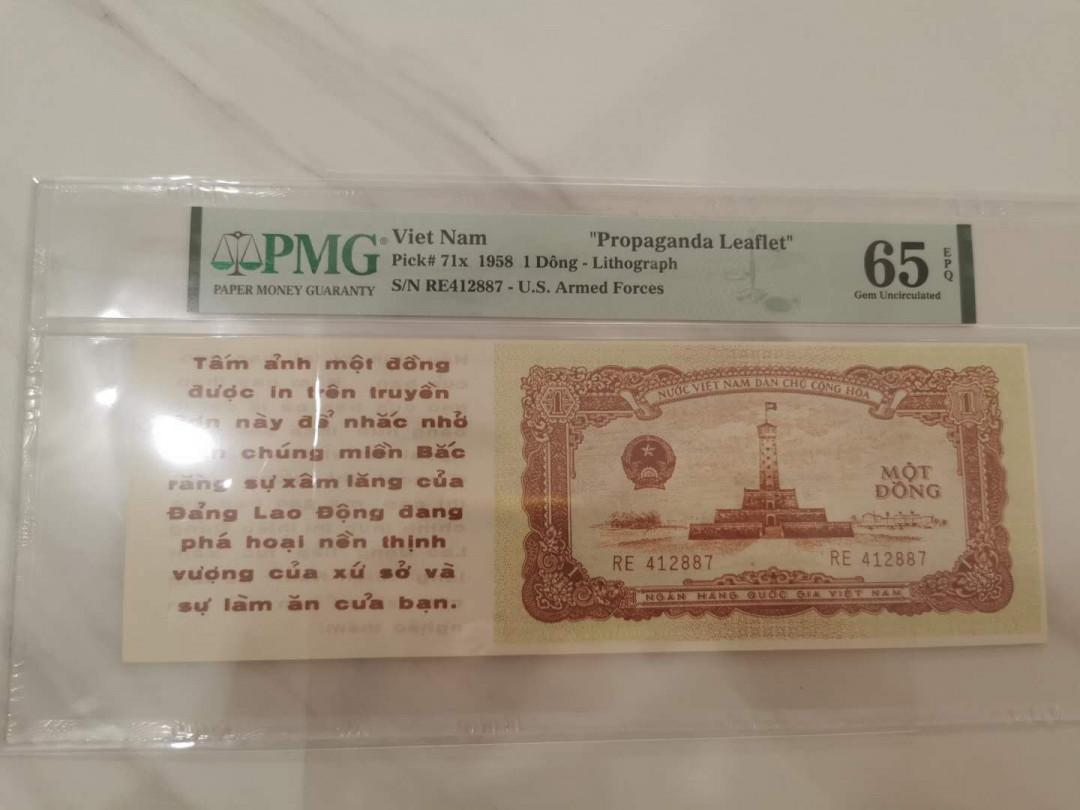 PMG
PAPER MONEY GUARANTY
Viet Nam "Propaganda Leaflet"
Pick# 71x 1958 1 Dông - Lithograph
S/N RE412887 - U.S. Armed Forces
65 EPQ
Gem Uncirculated
Tấm ảnh một đồng
được in trên truyền
này để nhắc nhở
chúng miền Bắc
rằng sự xâm lăng của
Đảng Lao Động đang
phá hoại nền thịnh
vượng của xứ sở và
sự làm ăn của bạn.
NƯỚC VIỆT NAM DÂN CHỦ CỘNG HÒA
1 1
MỘT
ĐỒNG
RE 412887 RE 412887
1 1
NGÂN HÀNG QUỐC GIA VIỆT NAM